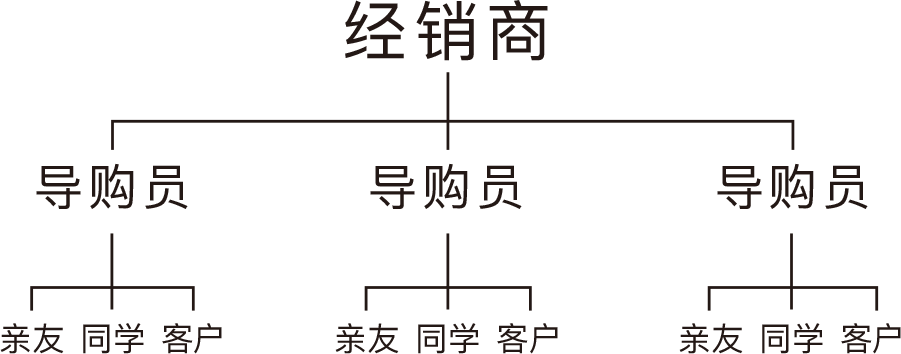 经销商
导购员 导购员 导购员
亲友 同学 客户 亲友 同学 客户 亲友 同学 客户